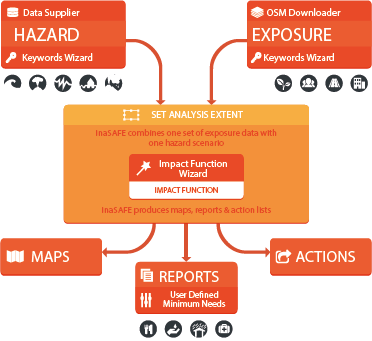 Data Supplier
HAZARD
Keywords Wizard
OSM Downloader
EXPOSURE
Keywords Wizard
SET ANALYSIS EXTENT
InaSAFE combines one set of exposure data with
one hazard scenario
Impact Function
Wizard
IMPACT FUNCTION
InaSAFE produces maps, reports & action lists
MAPS
REPORTS
User Defined
Minimum Needs
ACTIONS